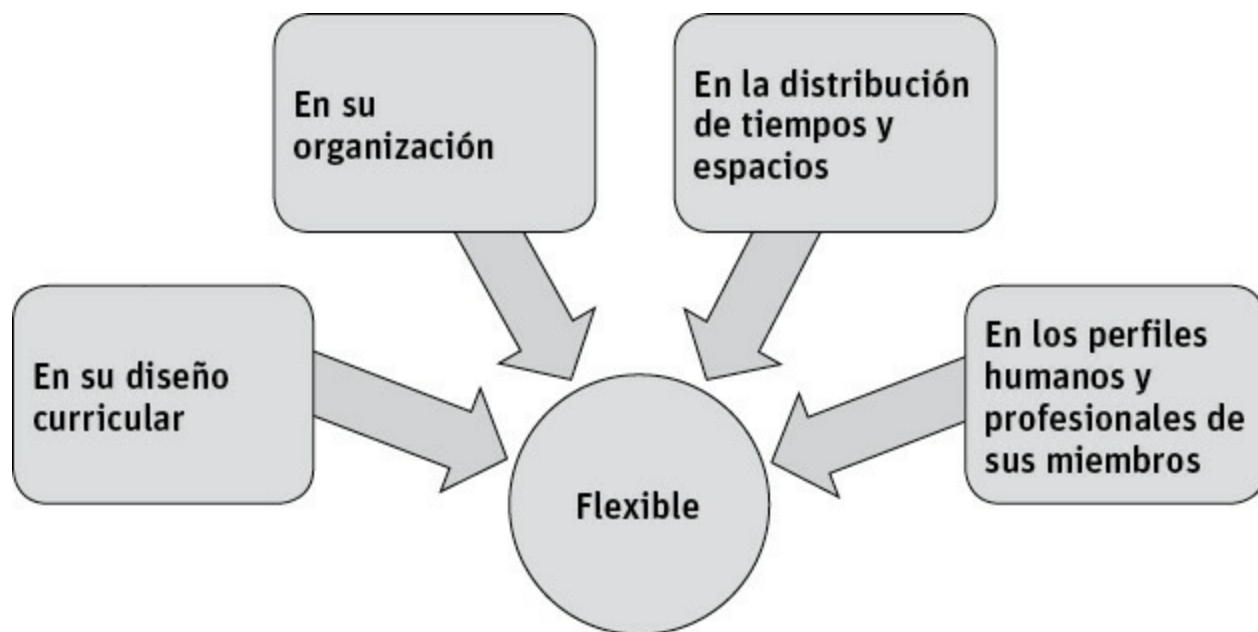 En su
organización
En la distribución
de tiempos y
espacios
En su diseño
curricular
En los perfiles
humanos y
profesionales de
sus miembros
Flexible